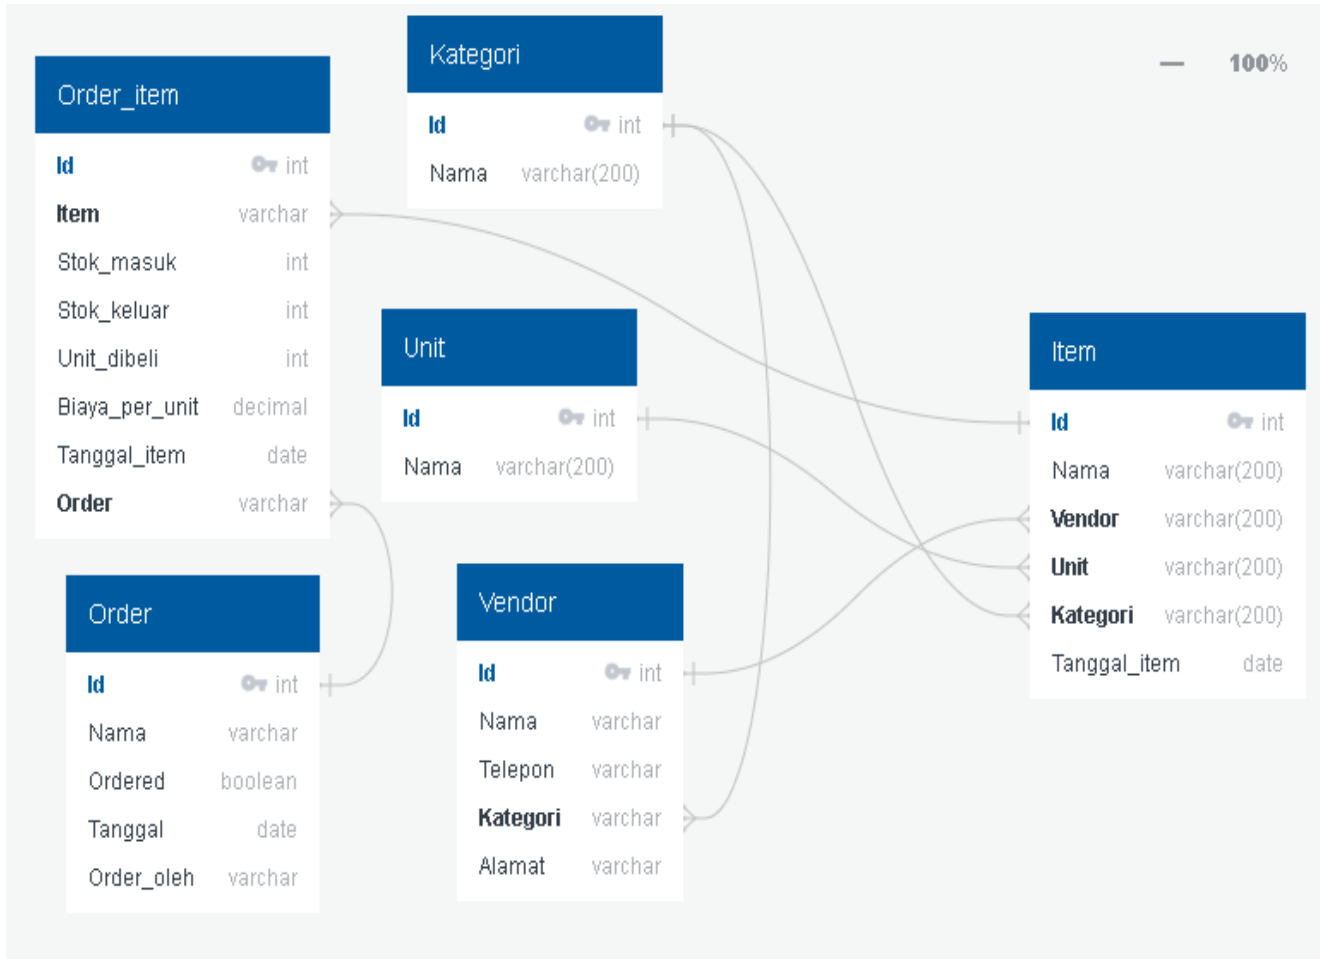 Order_item
Id int
Item varchar
Stok_masuk int
Stok_keluar int
Unit_dibeli int
Biaya_per_unit decimal
Tanggal_item date
Order varchar
Kategori
Id int
Nama varchar(200)
— 100%
Unit
Id int
Nama varchar(200)
Item
Id int
Nama varchar(200)
Vendor varchar(200)
Unit varchar(200)
Kategori varchar(200)
Tanggal_item date
Order
Id int
Nama varchar
Ordered boolean
Tanggal date
Order_oleh varchar
Vendor
Id int
Nama varchar
Telepon varchar
Kategori varchar
Alamat varchar